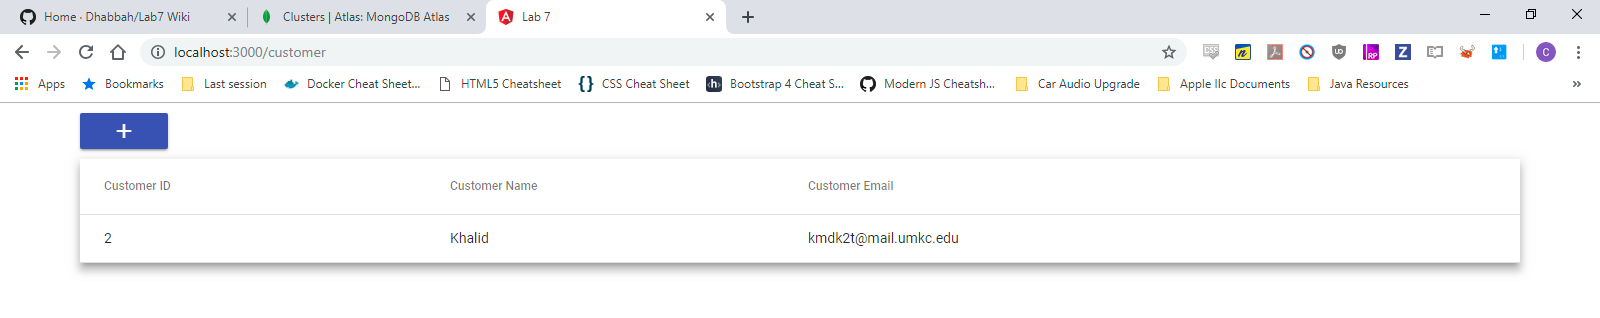 Home · Dhabbah/Lab7 Wiki Clusters | Atlas: MongoDB Atlas Lab 7
localhost:3000/customer C
Apps Bookmarks Last session Docker Cheat Sheet... HTML5 Cheatsheet CSS Cheat Sheet Bootstrap 4 Cheat S... Modern JS Cheatsh... Car Audio Upgrade Apple IIc Documents Java Resources »
+
Customer ID Customer Name Customer Email
2 Khalid kmdk2t@mail.umkc.edu